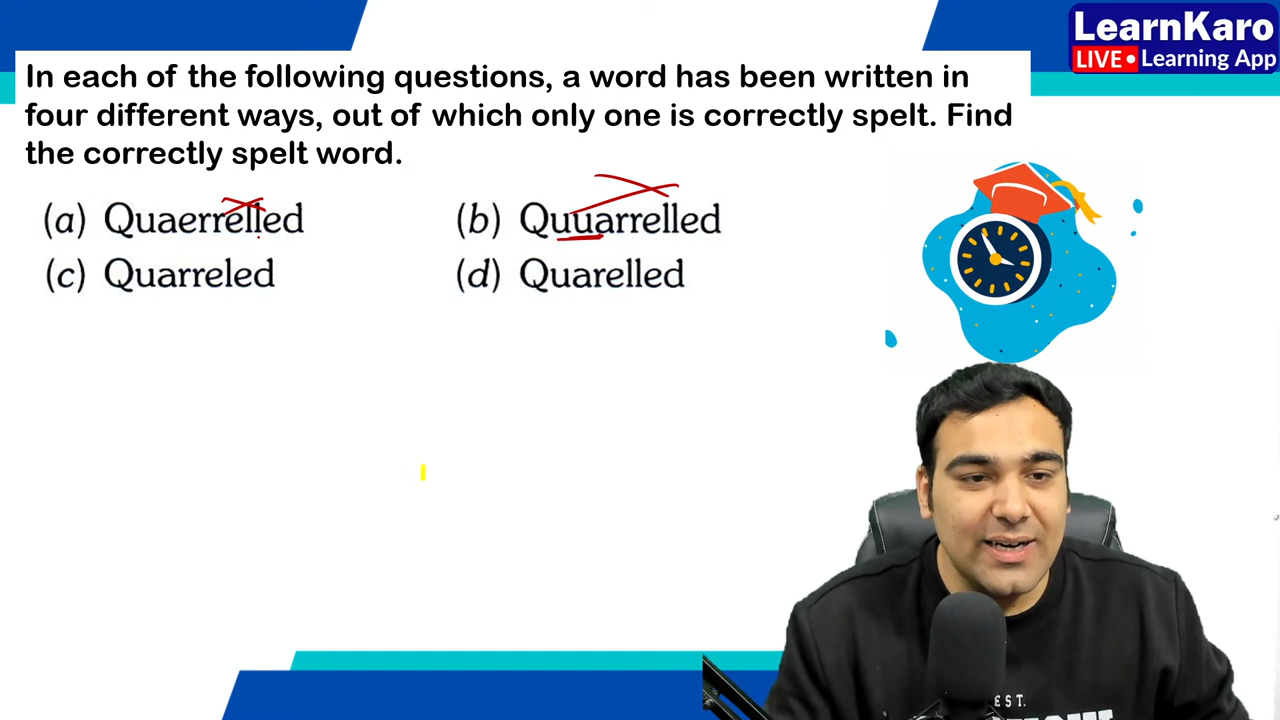 LearnKaro
LIVE • Learning App
In each of the following questions, a word has been written in
four different ways, out of which only one is correctly spelt. Find
the correctly spelt word.
(a) Quaerrelled (b) Quuarrelled
(c) Quarreled (d) Quarelled
EST.